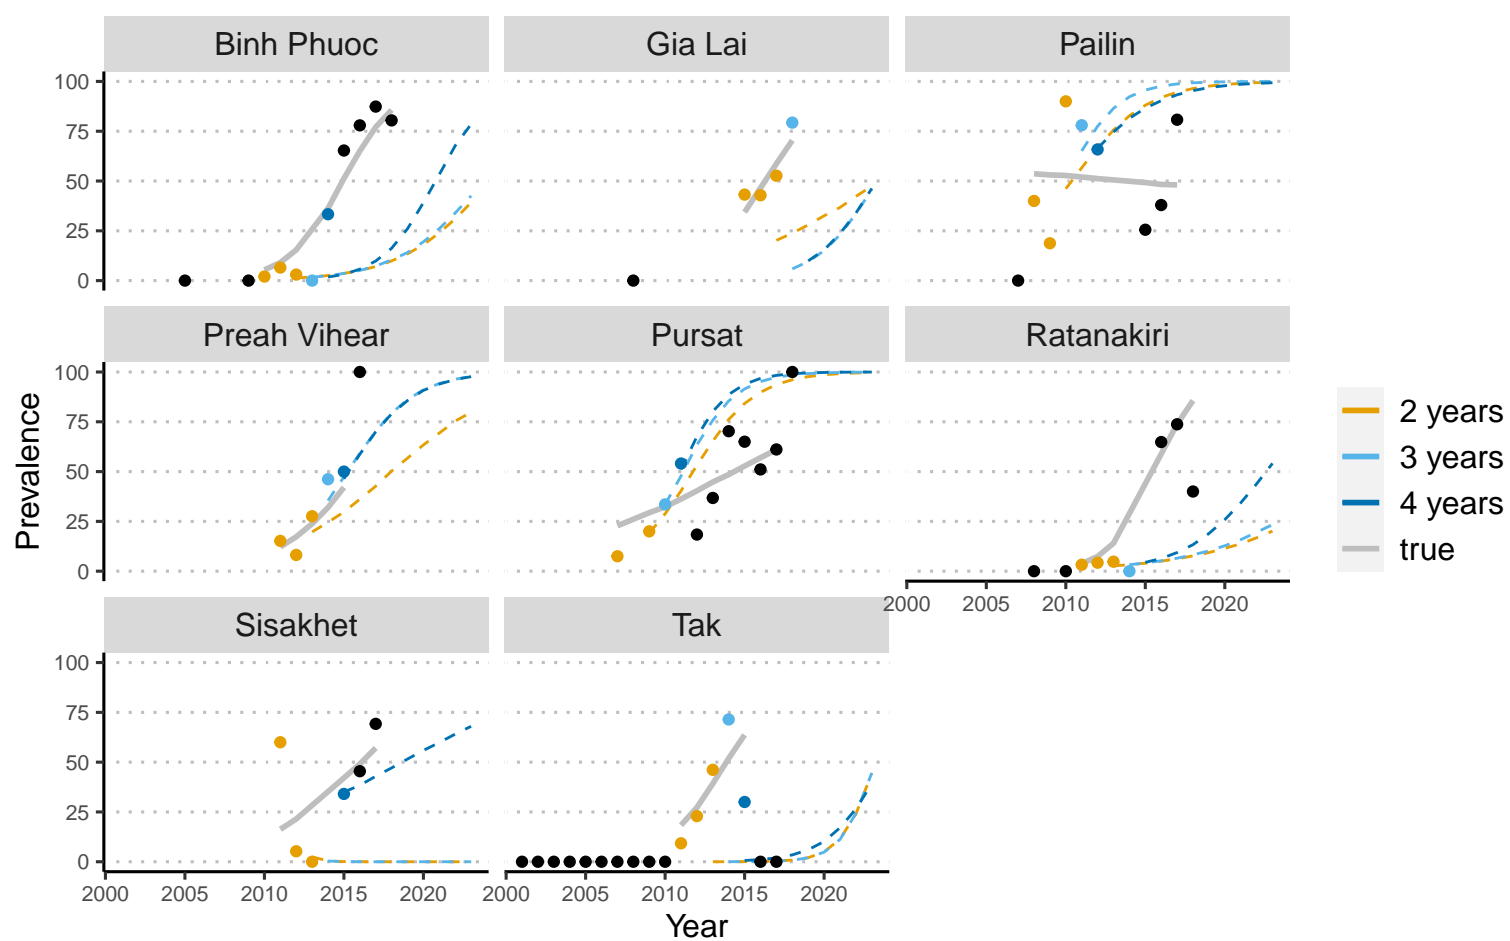 Binh Phuoc Gia Lai Pailin
100
75
50
25
0
Preah Vihear Pursat Ratanakiri
100
75
50
25
0
2000 2005 2010 2015 2020
Sisakhet Tak
100
75
50
25
0
2000 2005 2010 2015 2020 2000 2005 2010 2015 2020
Year
Prevalence
2 years
3 years
4 years
true